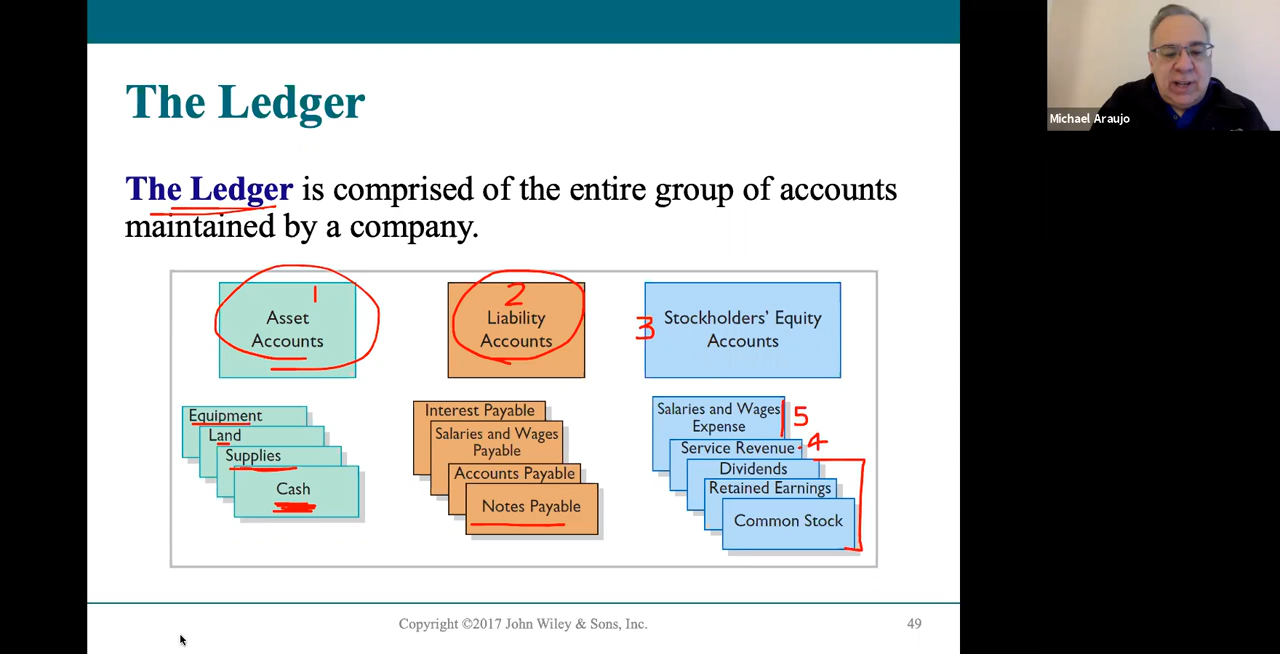 The Ledger
Michael Araujo
The Ledger is comprised of the entire group of accounts
maintained by a company.
1
Asset
Accounts
2
Liability
Accounts
3
Stockholders' Equity
Accounts
Equipment
Land
Supplies
Cash
Interest Payable
Salaries and Wages
Payable
Accounts Payable
Notes Payable
Salaries and Wages
Expense
5
Service Revenue
4
Dividends
Retained Earnings
Common Stock
Copyright ©2017 John Wiley & Sons, Inc.
49